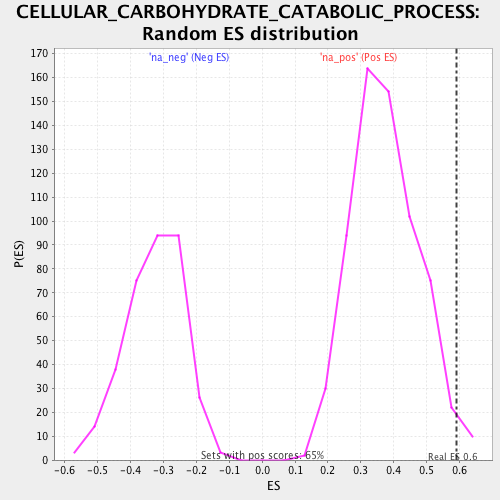 CELLULAR_CARBOHYDRATE_CATABOLIC_PROCESS:
Random ES distribution
'na_neg' (Neg ES)
'na_pos' (Pos ES)
P(ES)
170
160
150
140
130
120
110
100
90
80
70
60
50
40
30
20
10
0
Sets with pos scores: 65%
Real ES 0.6
-0.6 -0.5 -0.4 -0.3 -0.2 -0.1 0.0 0.1 0.2 0.3 0.4 0.5 0.6
ES